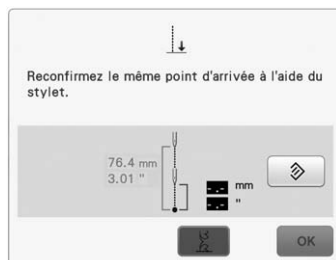 Reconfirmez le même point d'arrivée à l'aide du
stylet.
76.4 mm
3.01 "
-.- mm
-.- "
OK